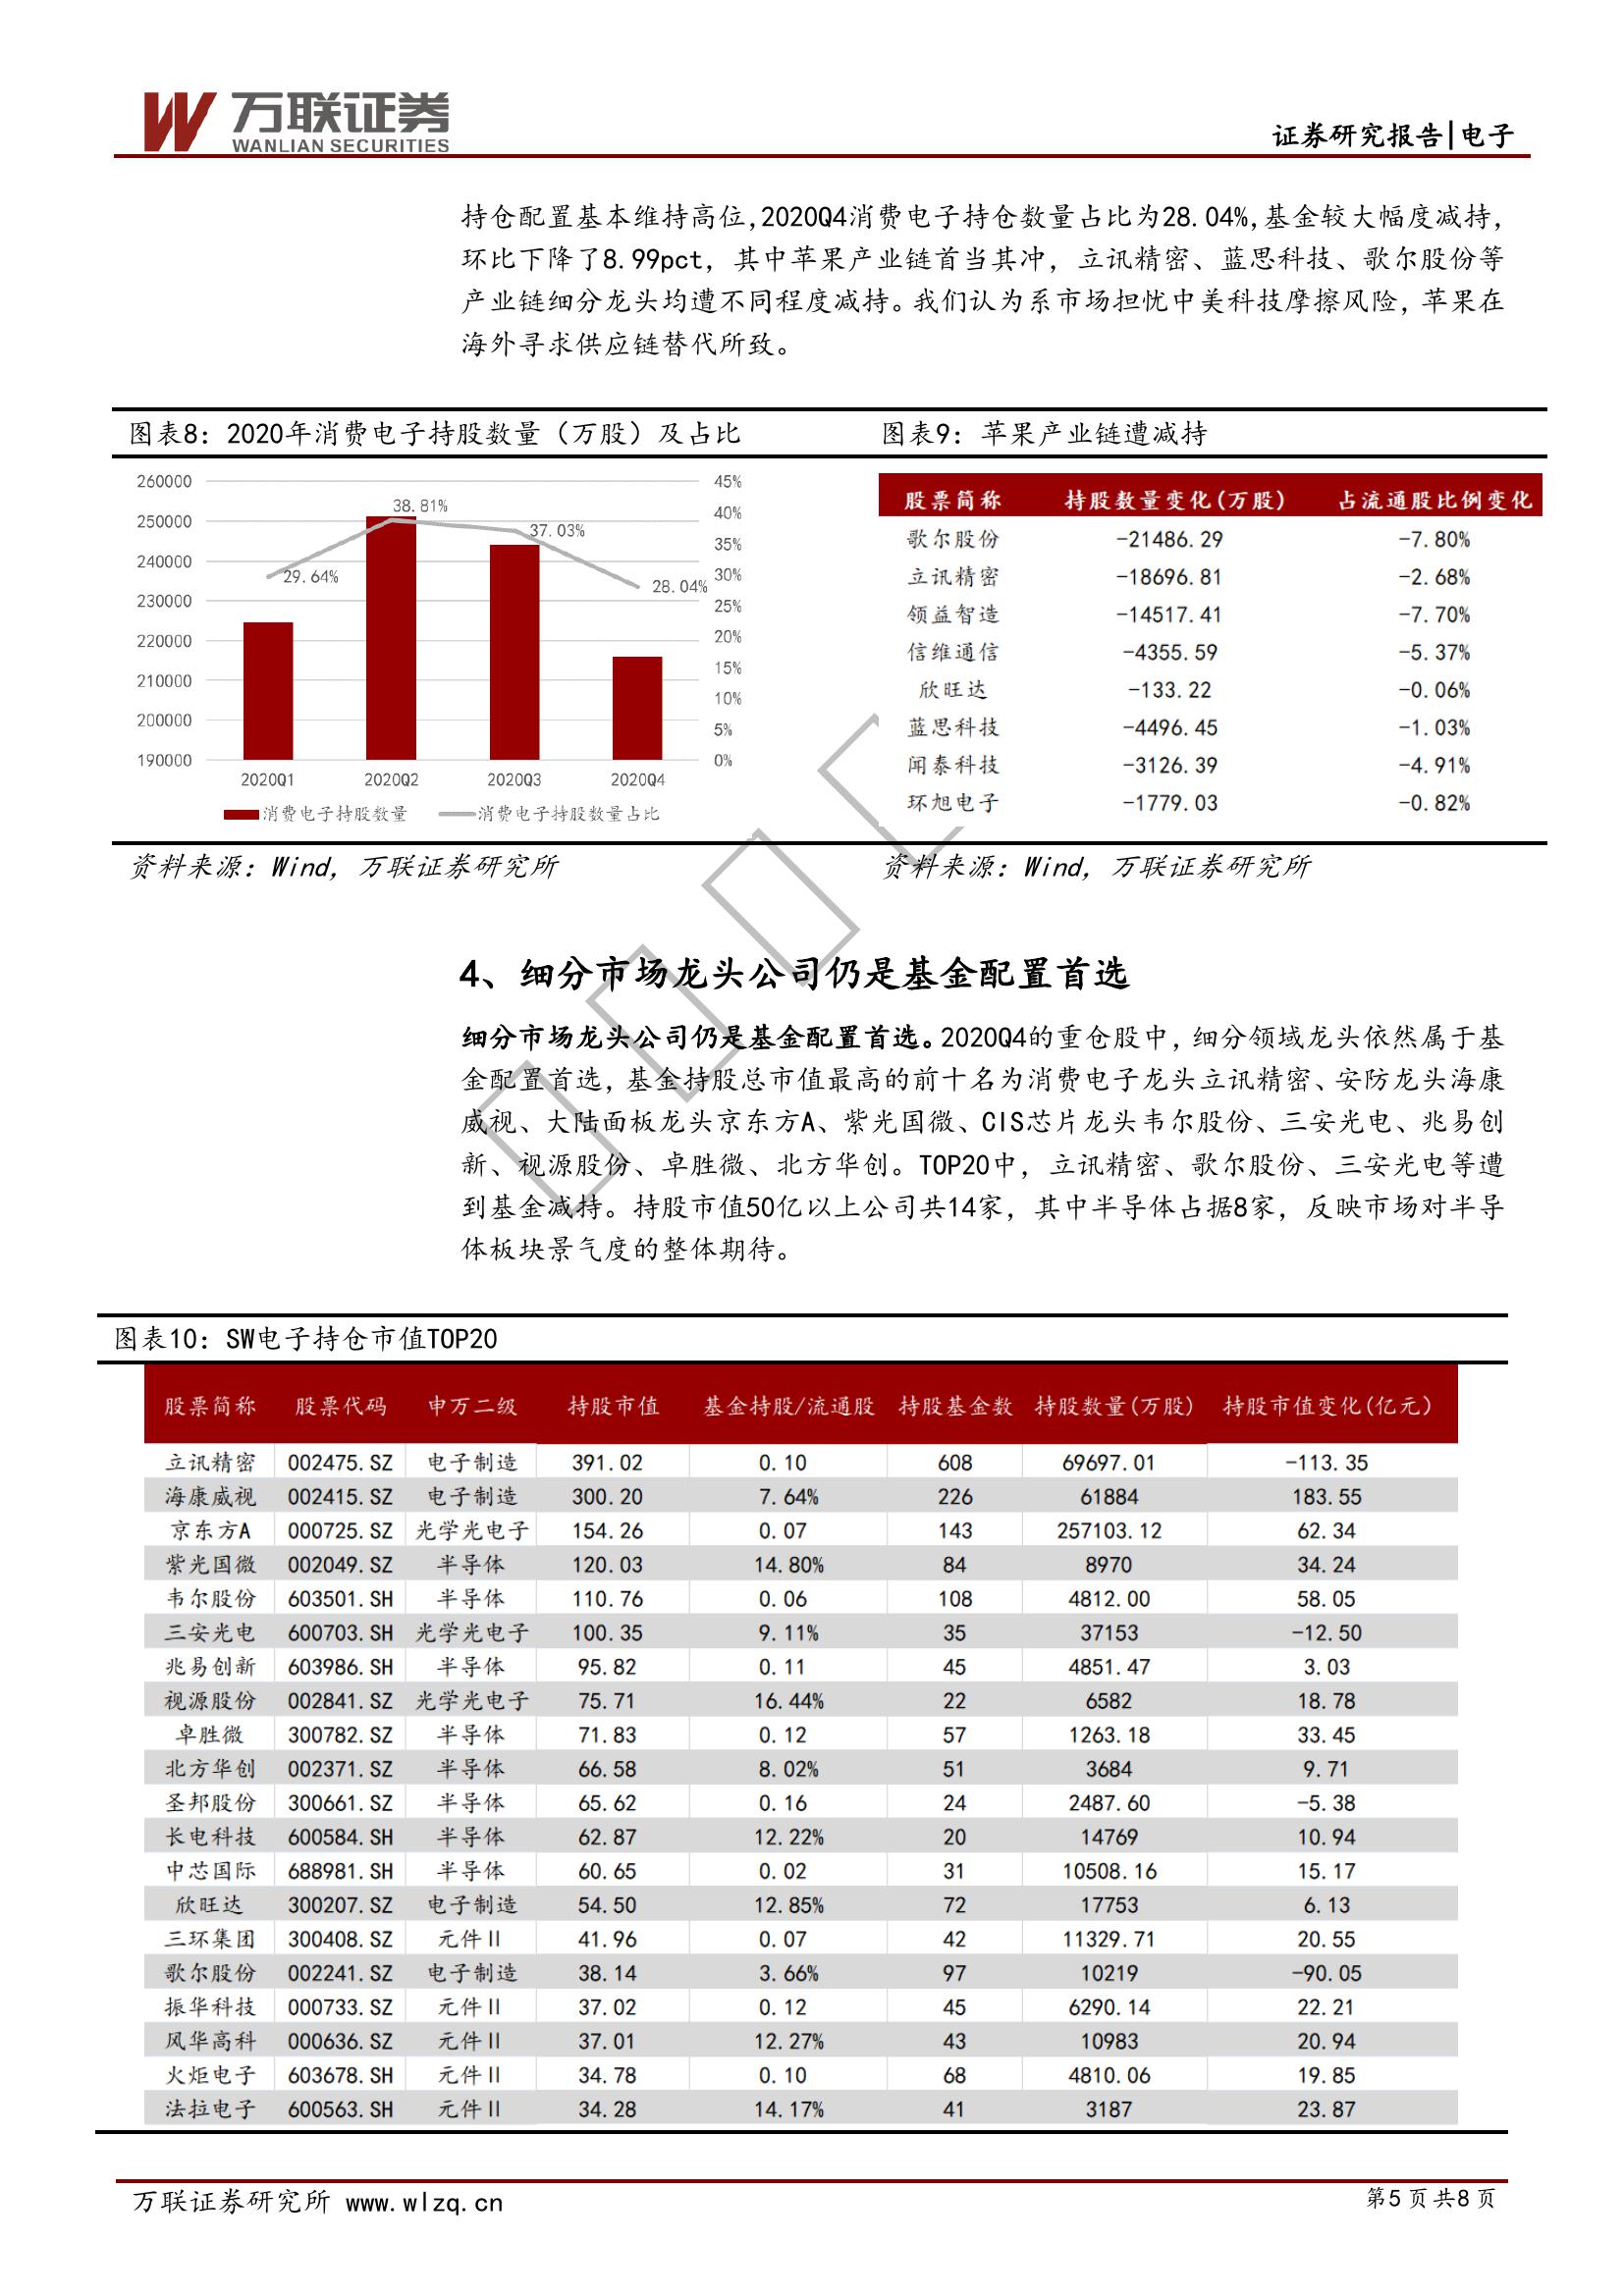 万联证券
WANLIAN SECURITIES
证券研究报告|电子
持仓配置基本维持高位,2020Q4消费电子持仓数量占比为28.04%,基金较大幅度减持,
环比下降了8.99pct，其中苹果产业链首当其冲，立讯精密、蓝思科技、歌尔股份等
产业链细分龙头均遭不同程度减持。我们认为系市场担忧中美科技摩擦风险，苹果在
海外寻求供应链替代所致。
图表8：2020年消费电子持股数量（万股）及占比
260000
250000
240000
230000
220000
210000
200000
190000
45%
40%
35%
30%
25%
20%
15%
10%
5%
0%
29.64%
38.81%
37.03%
28.04%
2020Q1 2020Q2 2020Q3 2020Q4
消费电子持股数量 消费电子持股数量占比
资料来源：Wind，万联证券研究所
图表9：苹果产业链遭减持
股票简称 持股数量变化(万股) 占流通股比例变化
歌尔股份 -21486.29 -7.80%
立讯精密 -18696.81 -2.68%
领益智造 -14517.41 -7.70%
信维通信 -4355.59 -5.37%
欣旺达 -133.22 -0.06%
蓝思科技 -4496.45 -1.03%
闻泰科技 -3126.39 -4.91%
环旭电子 -1779.03 -0.82%
资料来源：Wind，万联证券研究所
4、细分市场龙头公司仍是基金配置首选
细分市场龙头公司仍是基金配置首选。2020Q4的重仓股中，细分领域龙头依然属于基
金配置首选，基金持股总市值最高的前十名为消费电子龙头立讯精密、安防龙头海康
威视、大陆面板龙头京东方A、紫光国微、CIS芯片龙头韦尔股份、三安光电、兆易创
新、视源股份、卓胜微、北方华创。TOP20中，立讯精密、歌尔股份、三安光电等遭
到基金减持。持股市值50亿以上公司共14家，其中半导体占据8家，反映市场对半导
体板块景气度的整体期待。
图表10：SW电子持仓市值TOP20
股票简称 股票代码 申万二级 持股市值 基金持股/流通股 持股基金数 持股数量(万股) 持股市值变化(亿元)
立讯精密 002475.SZ 电子制造 391.02 0.10 608 69697.01 -113.35
海康威视 002415.SZ 电子制造 300.20 7.64% 226 61884 183.55
京东方A 000725.SZ 光学光电子 154.26 0.07 143 257103.12 62.34
紫光国微 002049.SZ 半导体 120.03 14.80% 84 8970 34.24
韦尔股份 603501.SH 半导体 110.76 0.06 108 4812.00 58.05
三安光电 600703.SH 光学光电子 100.35 9.11% 35 37153 -12.50
兆易创新 603986.SH 半导体 95.82 0.11 45 4851.47 3.03
视源股份 002841.SZ 光学光电子 75.71 16.44% 22 6582 18.78
卓胜微 300782.SZ 半导体 71.83 0.12 57 1263.18 33.45
北方华创 002371.SZ 半导体 66.58 8.02% 51 3684 9.71
圣邦股份 300661.SZ 半导体 65.62 0.16 24 2487.60 -5.38
长电科技 600584.SH 半导体 62.87 12.22% 20 14769 10.94
中芯国际 688981.SH 半导体 60.65 0.02 31 10508.16 15.17
欣旺达 300207.SZ 电子制造 54.50 12.85% 72 17753 6.13
三环集团 300408.SZ 元件Ⅱ 41.96 0.07 42 11329.71 20.55
歌尔股份 002241.SZ 电子制造 38.14 3.66% 97 10219 -90.05
振华科技 000733.SZ 元件Ⅱ 37.02 0.12 45 6290.14 22.21
风华高科 000636.SZ 元件Ⅱ 37.01 12.27% 43 10983 20.94
火炬电子 603678.SH 元件Ⅱ 34.78 0.10 68 4810.06 19.85
法拉电子 600563.SH 元件Ⅱ 34.28 14.17% 41 3187 23.87
万联证券研究所 www.wlzq.cn
第5页共8页